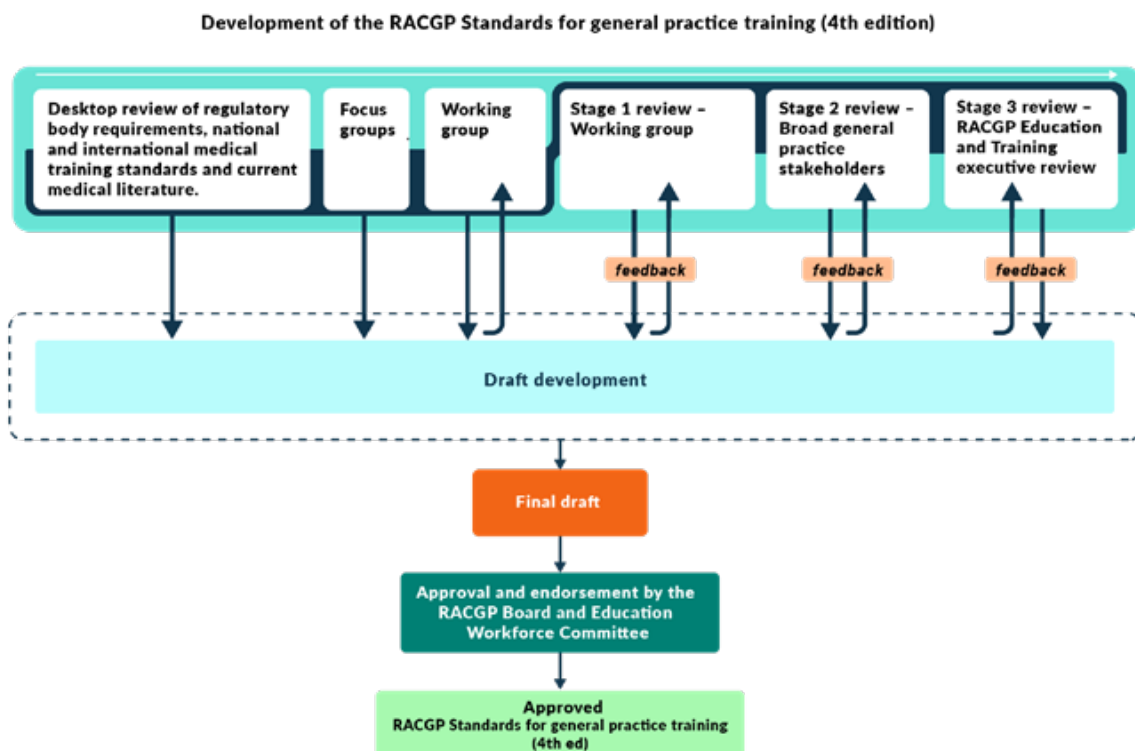 Development of the RACGP Standards for general practice training (4th edition)
Desktop review of regulatory
body requirements, national
and international medical
training standards and current
medical literature.
Focus
groups
Working
group
Stage 1 review –
Working group
Stage 2 review –
Broad general
practice
stakeholders
Stage 3 review –
RACGP Education
and Training
executive review
feedback
feedback
feedback
Draft development
Final draft
Approval and endorsement by the
RACGP Board and Education
Workforce Committee
Approved
RACGP Standards for general practice training
(4th ed)